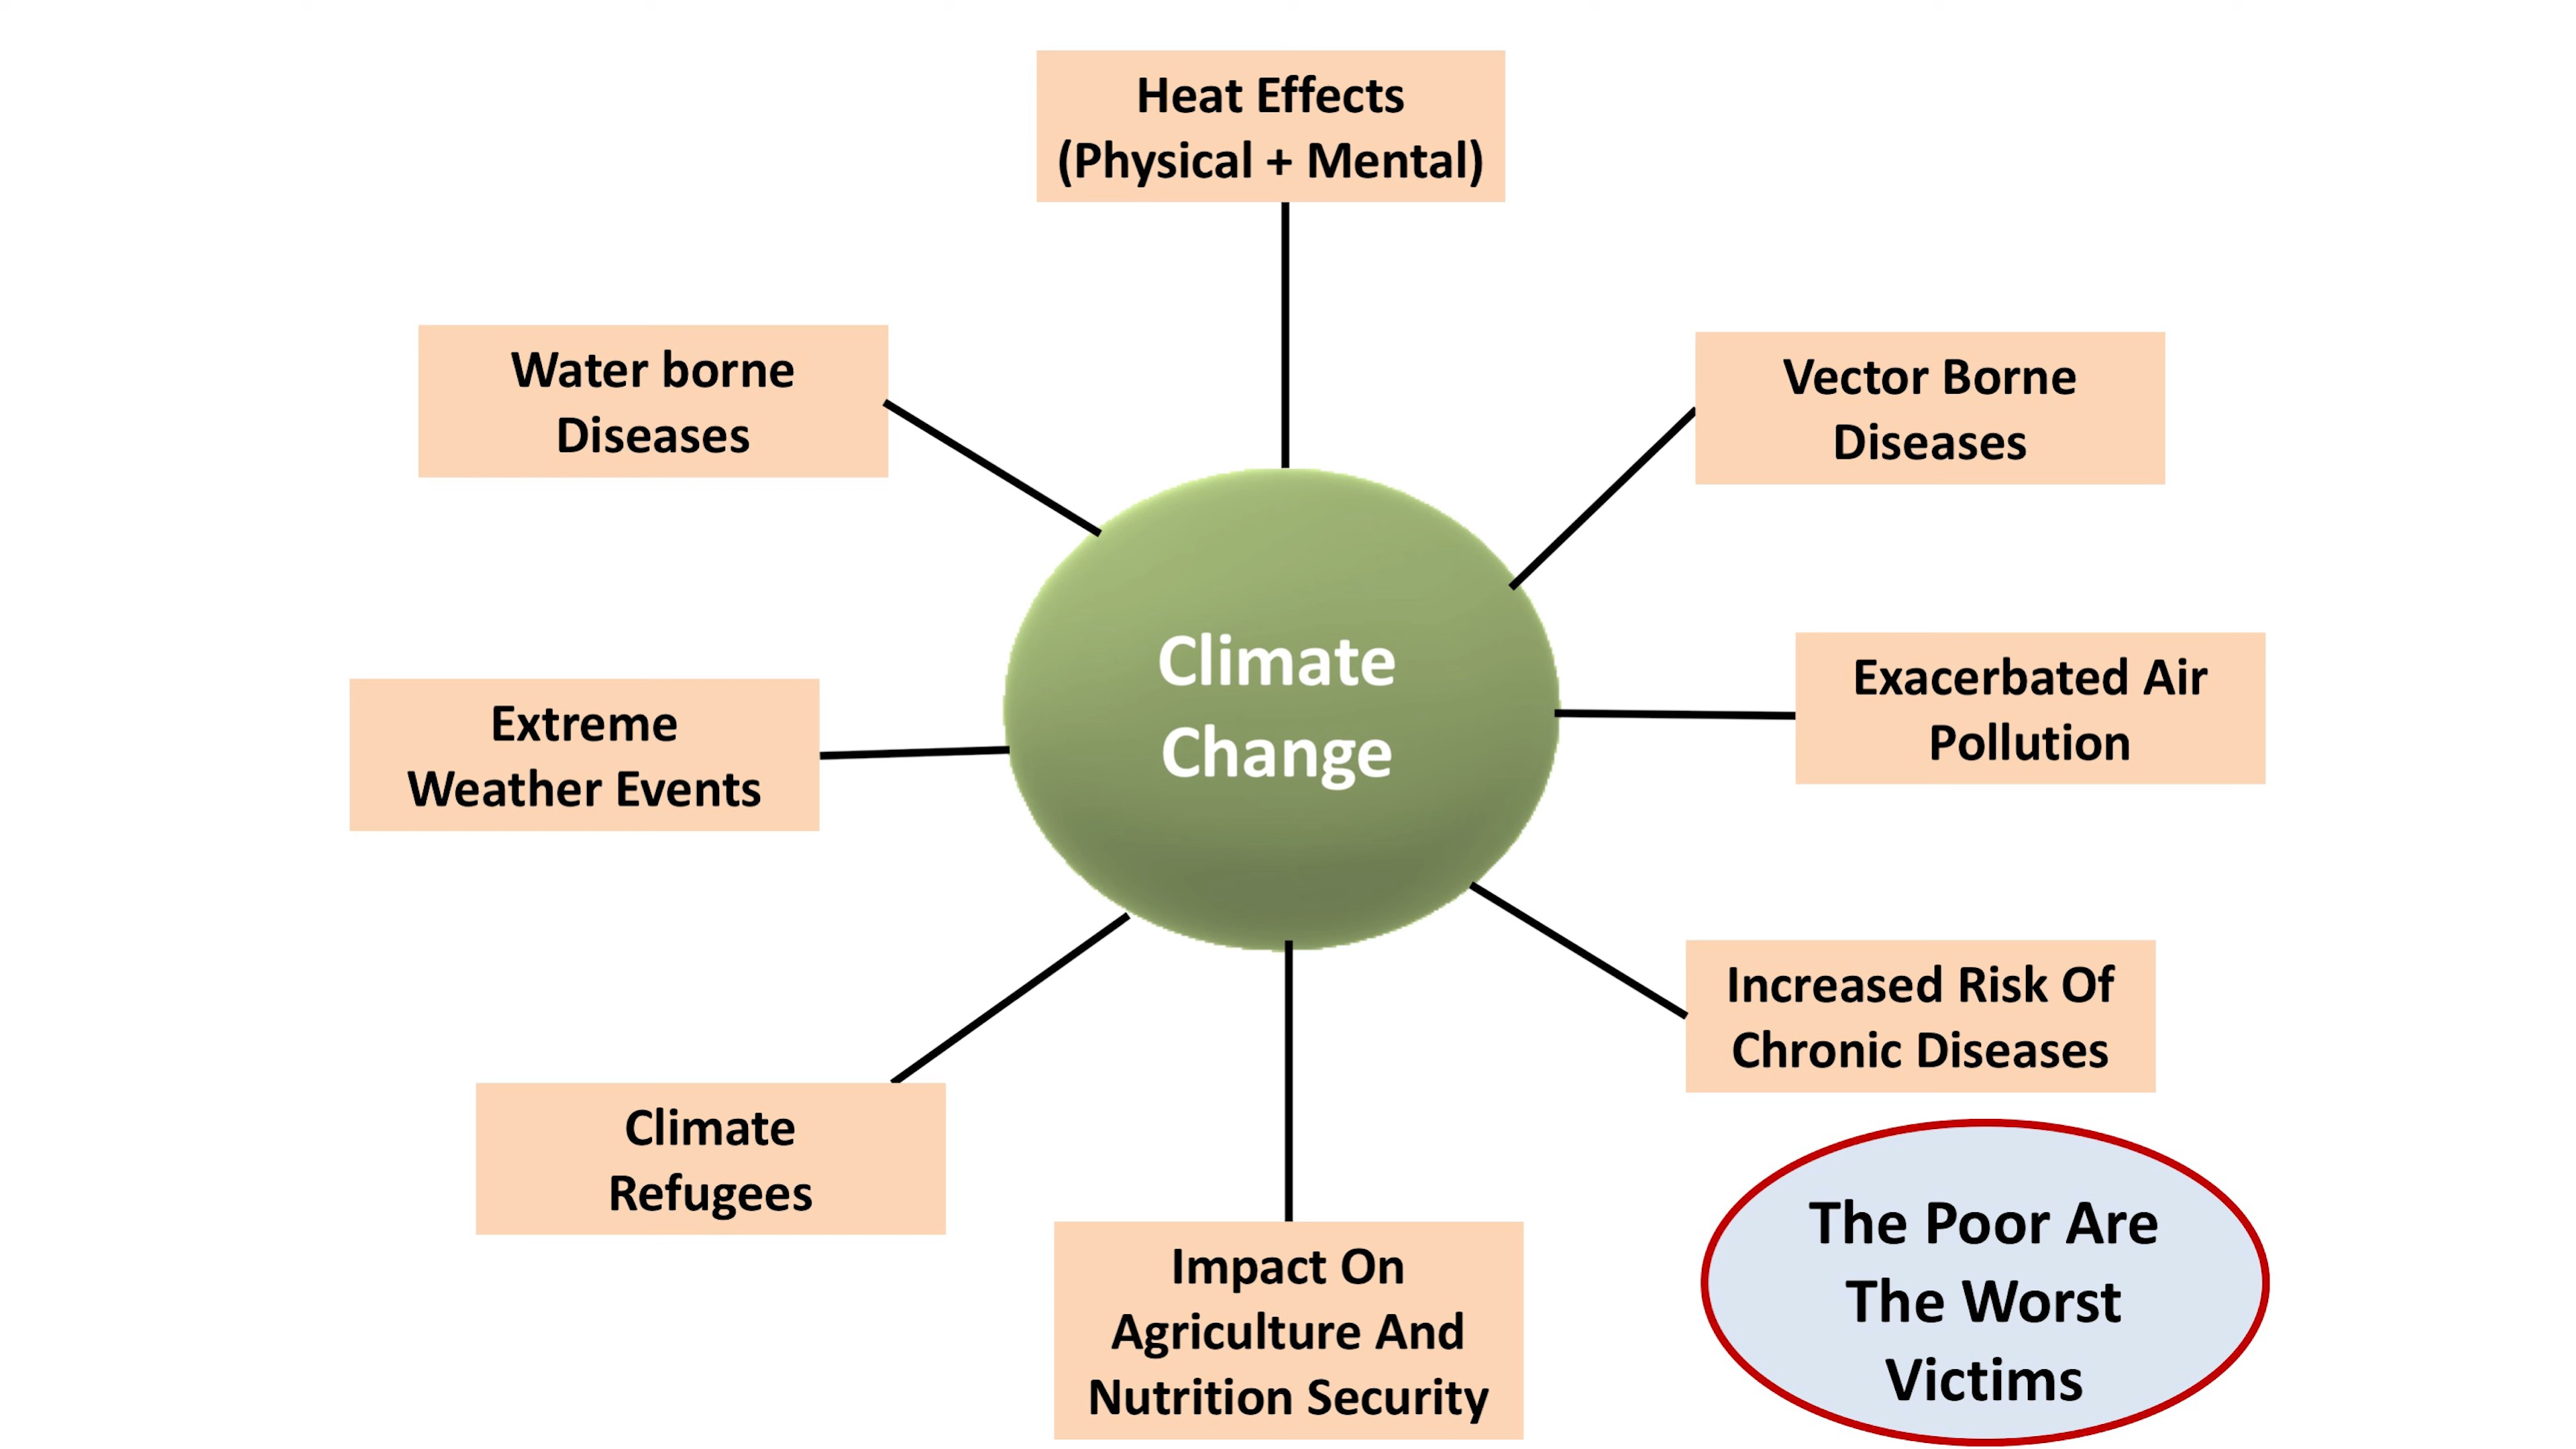 Heat Effects
(Physical + Mental)
Water borne
Diseases
Vector Borne
Diseases
Climate
Change
Exacerbated Air
Pollution
Extreme
Weather Events
Increased Risk Of
Chronic Diseases
Climate
Refugees
Impact On
Agriculture And
Nutrition Security
The Poor Are
The Worst
Victims